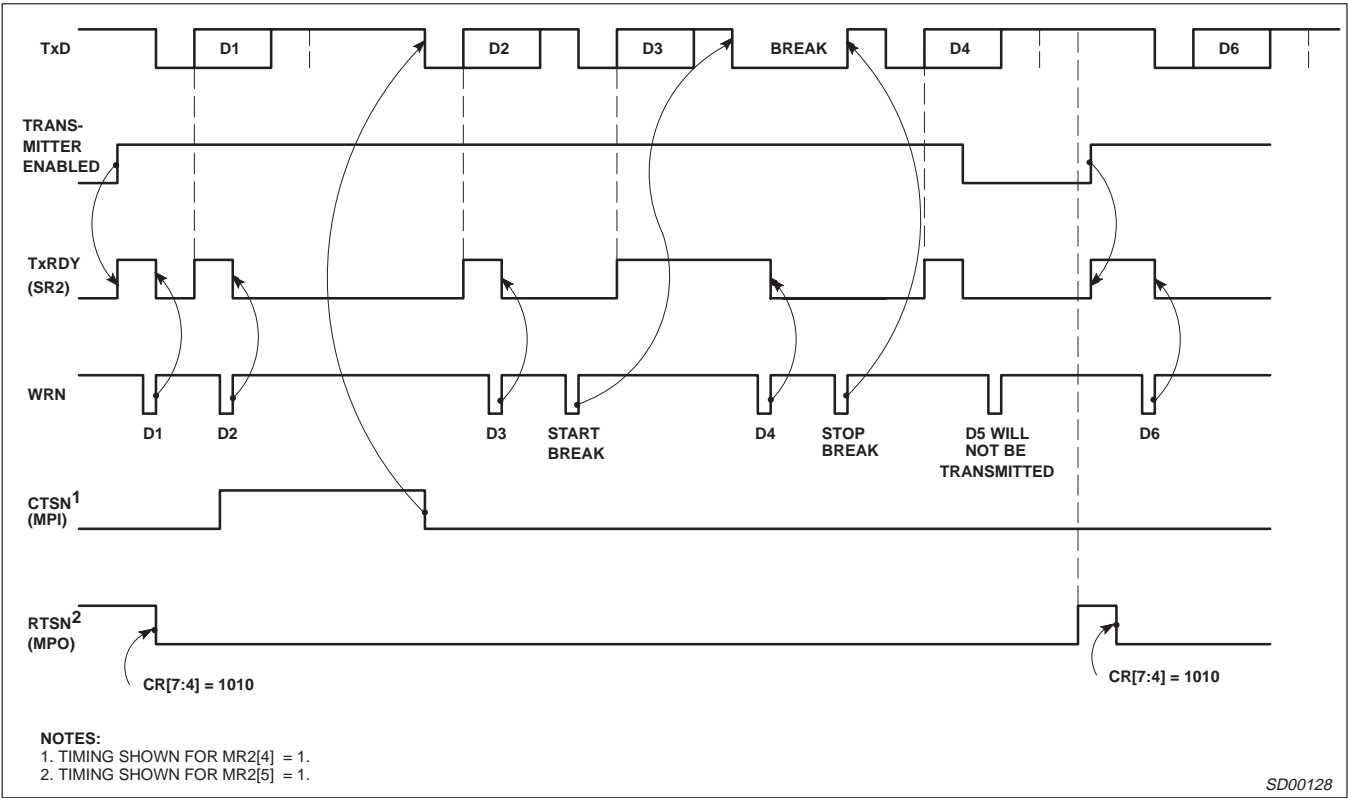 TxD
D1
D2
D3
BREAK
D4
D6
TRANS-
MITTER
ENABLED
TxRDY
(SR2)
WRN
D1
D2
D3
START
BREAK
D4
STOP
BREAK
D5 WILL
NOT BE
TRANSMITTED
D6
CTSN1
(MPI)
RTSN2
(MPO)
CR[7:4] = 1010
CR[7:4] = 1010
NOTES:
1. TIMING SHOWN FOR MR2[4] = 1.
2. TIMING SHOWN FOR MR2[5] = 1.
SD00128